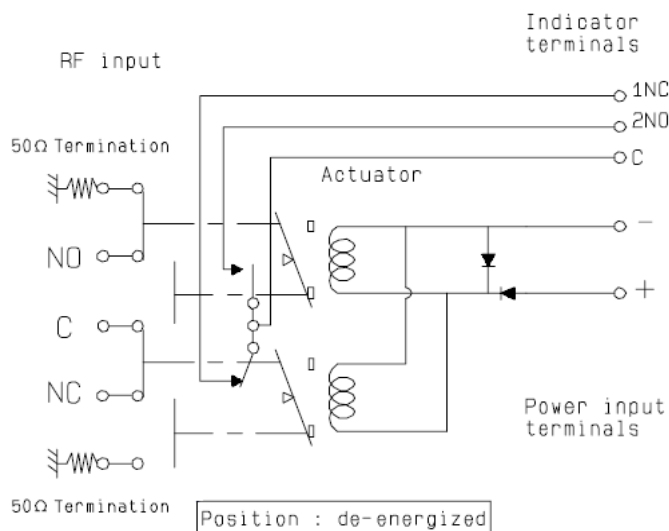 Indicator
terminals
RF input
1NC
2NO
50Ω Termination
C
Actuator
NO
-
+
C
NC
Power input
terminals
50Ω Termination
Position : de-energized